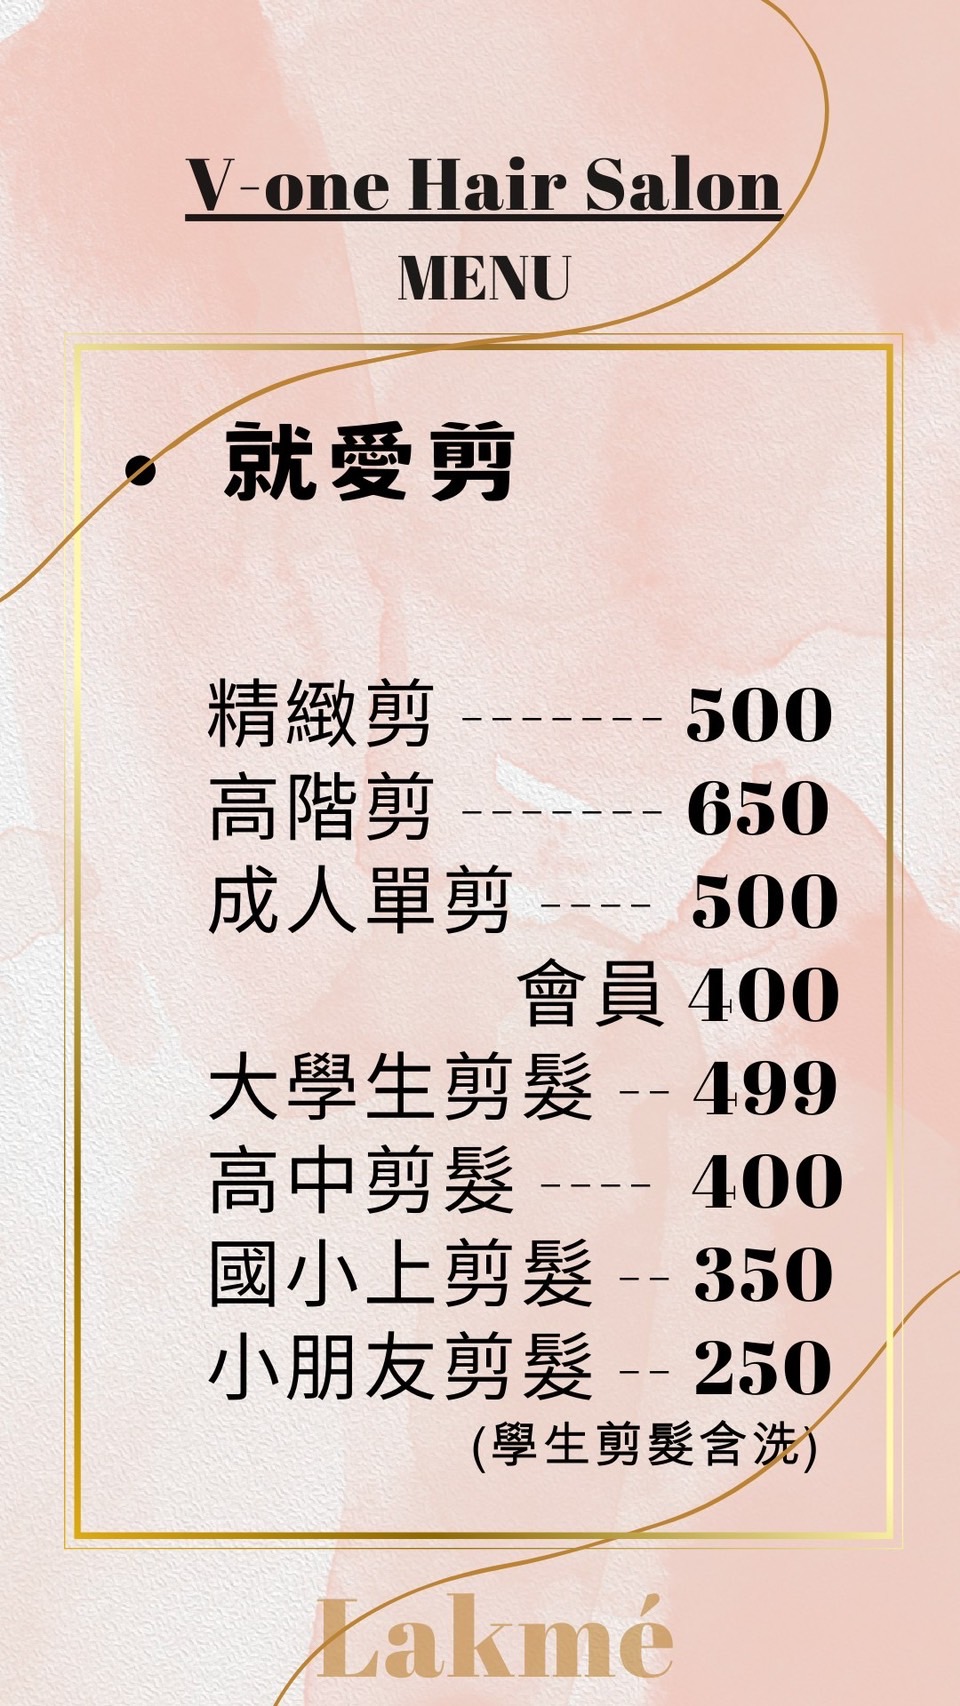 V-one Hair Salon
MENU
• 就愛剪
精緻剪 ------- 500
高階剪 ------- 650
成人單剪 ---- 500
會員 400
大學生剪髮 -- 499
高中剪髮 ---- 400
國小上剪髮 -- 350
小朋友剪髮 -- 250
(學生剪髮含洗)
Lakmé